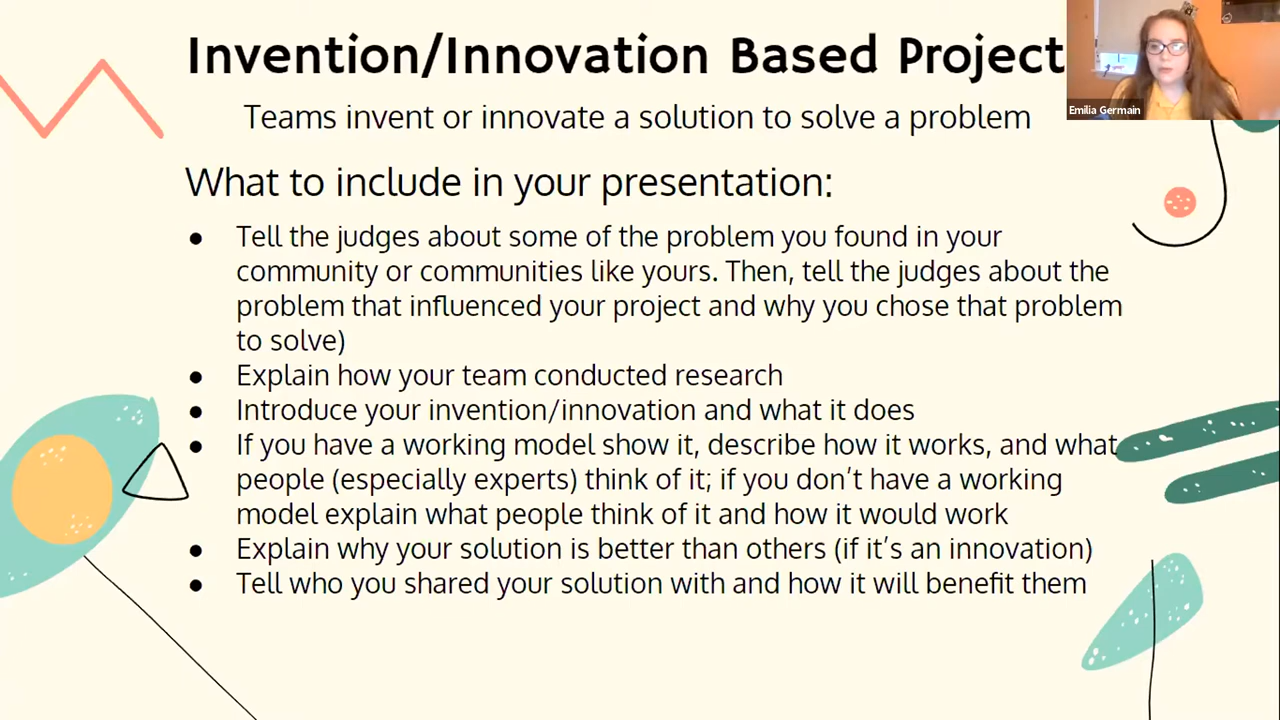 Invention/Innovation Based Project
Emilia Germain
Teams invent or innovate a solution to solve a problem
What to include in your presentation:
● Tell the judges about some of the problem you found in your
community or communities like yours. Then, tell the judges about the
problem that influenced your project and why you chose that problem
to solve)
● Explain how your team conducted research
● Introduce your invention/innovation and what it does
● If you have a working model show it, describe how it works, and what
people (especially experts) think of it; if you don’t have a working
model explain what people think of it and how it would work
● Explain why your solution is better than others (if it’s an innovation)
● Tell who you shared your solution with and how it will benefit them